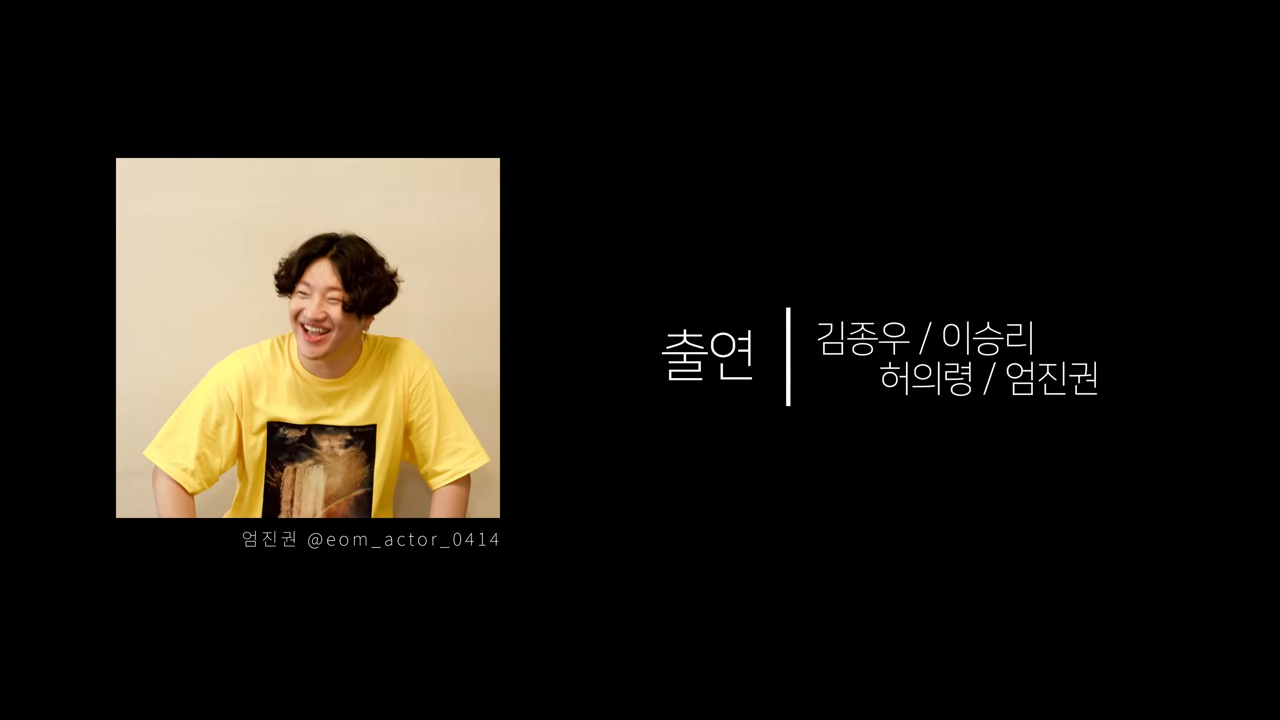 엄진권 @eom_actor_0414
출연
김종우 / 이승리
허의령 / 엄진권